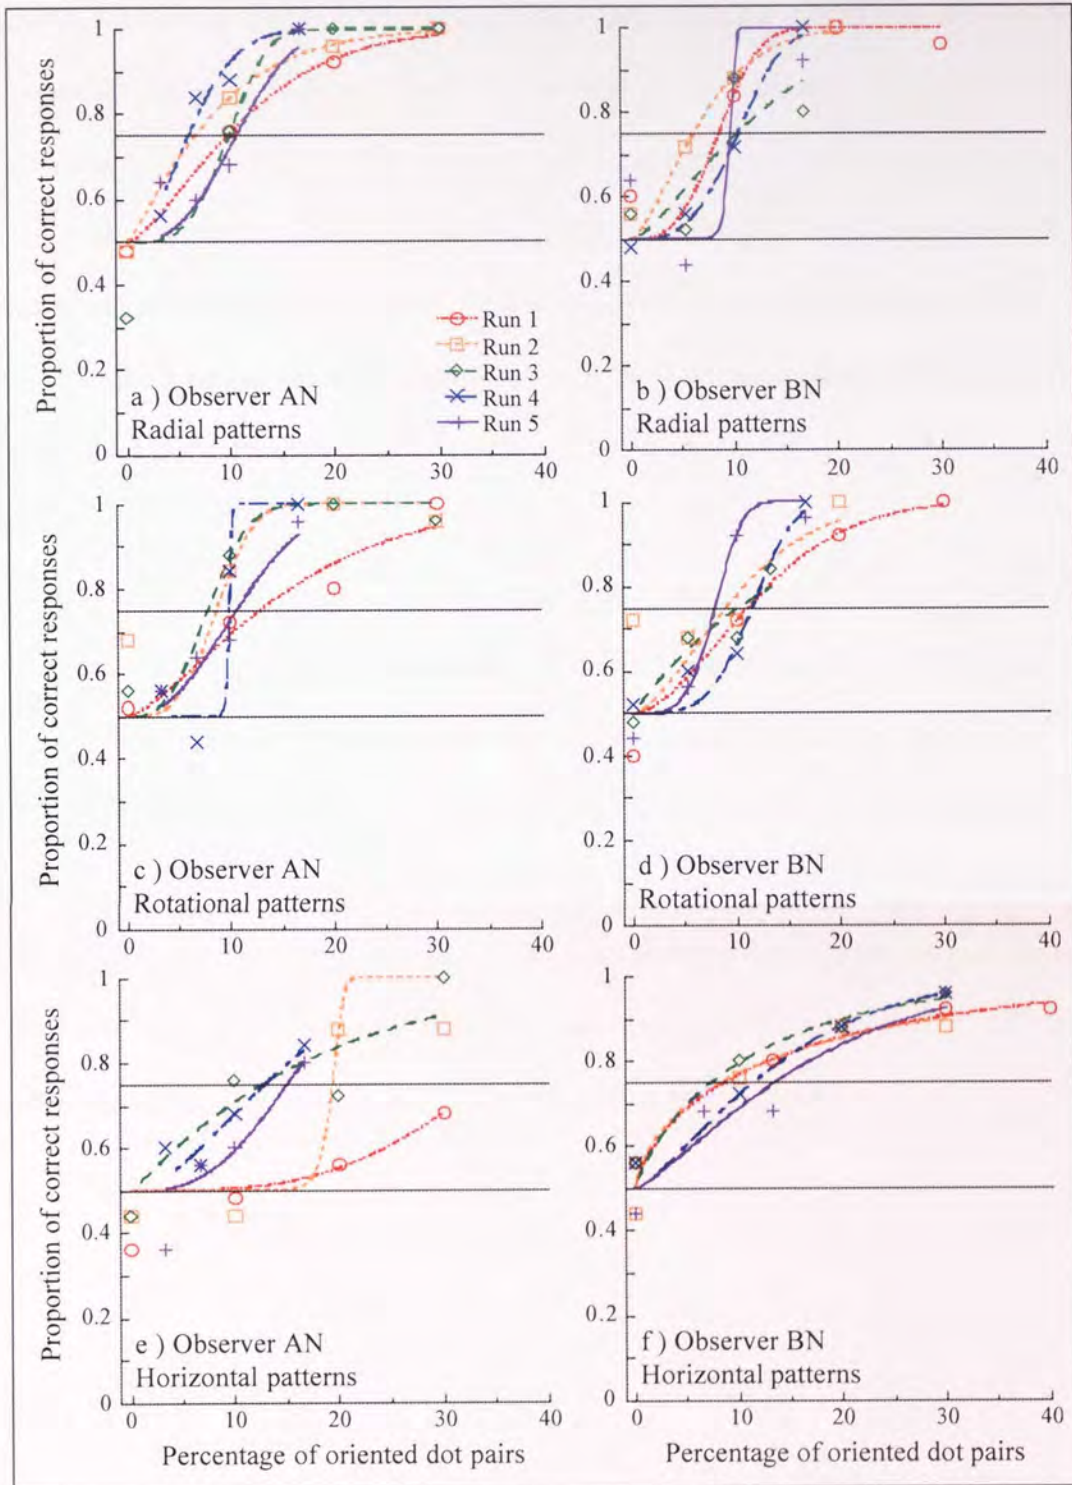 Proportion of correct responses
1
0.8
0.6
0.4
0.2
0
0 10 20 30 40
Run 1
Run 2
Run 3
Run 4
Run 5
a ) Observer AN
Radial patterns
1
0.8
0.6
0.4
0.2
0
0 10 20 30 40
b ) Observer BN
Radial patterns
Proportion of correct responses
1
0.8
0.6
0.4
0.2
0
0 10 20 30 40
c ) Observer AN
Rotational patterns
1
0.8
0.6
0.4
0.2
0
0 10 20 30 40
d ) Observer BN
Rotational patterns
Proportion of correct responses
1
0.8
0.6
0.4
0.2
0
0 10 20 30 40
e ) Observer AN
Horizontal patterns
Percentage of oriented dot pairs
1
0.8
0.6
0.4
0.2
0
0 10 20 30 40
f ) Observer BN
Horizontal patterns
Percentage of oriented dot pairs